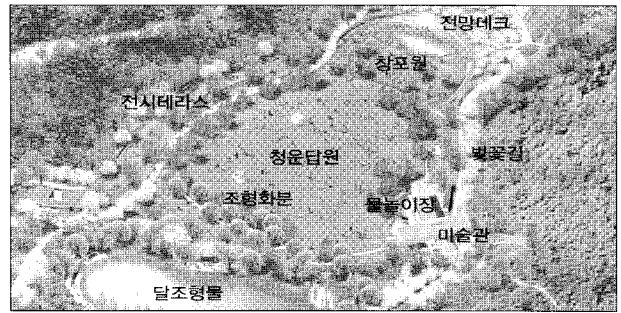 전망데크
창포원
전시테라스
청운답원
벚꽃길
조형화분
물놀이장
미술관
달조형물